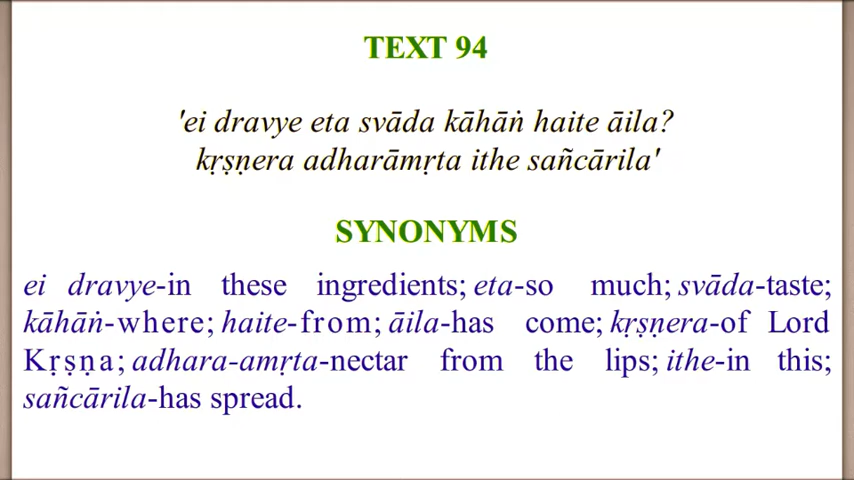 TEXT 94
'ei dravye eta svāda kāhāṅ haite āila?
kṛṣṇera adharāmṛta ithe sañcārila'
SYNONYMS
ei dravye-in these ingredients; eta-so much; svāda-taste;
kāhāṅ-where; haite-from; āila-has come; kṛṣṇera-of Lord
Kṛṣṇa; adhara-amṛta-nectar from the lips; ithe-in this;
sañcārila-has spread.